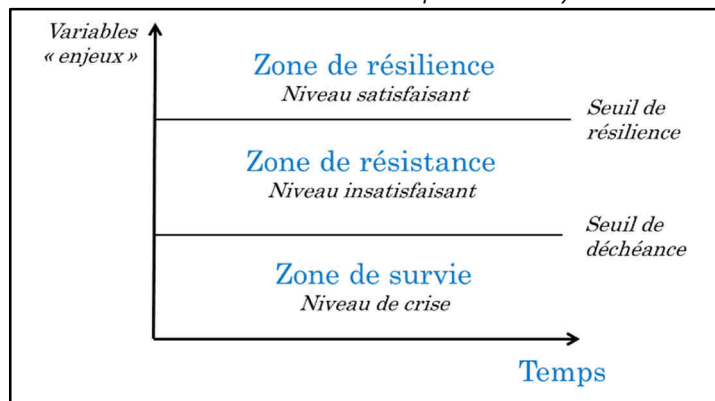 Variables
« enjeux »
Zone de résilience
Niveau satisfaisant
Seuil de
résilience
Zone de résistance
Niveau insatisfaisant
Seuil de
déchéance
Zone de survie
Niveau de crise
Temps